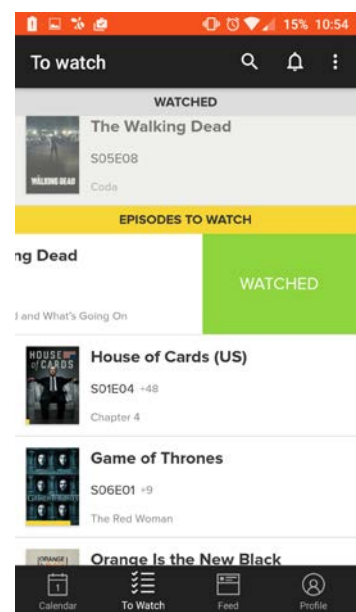 15% 10:54
To watch
WATCHED
The Walking Dead
S05E08
WALKING DEAD
Coda
EPISODES TO WATCH
ng Dead
WATCHED
d and What's Going On
HOUSE
of CARDS
House of Cards (US)
S01E04 +48
Chapter 4
Game of Thrones
S06E01 +9
The Red Woman
ORANGE
Orange Is the New Black
1
Calendar
To Watch
Feed
Profile